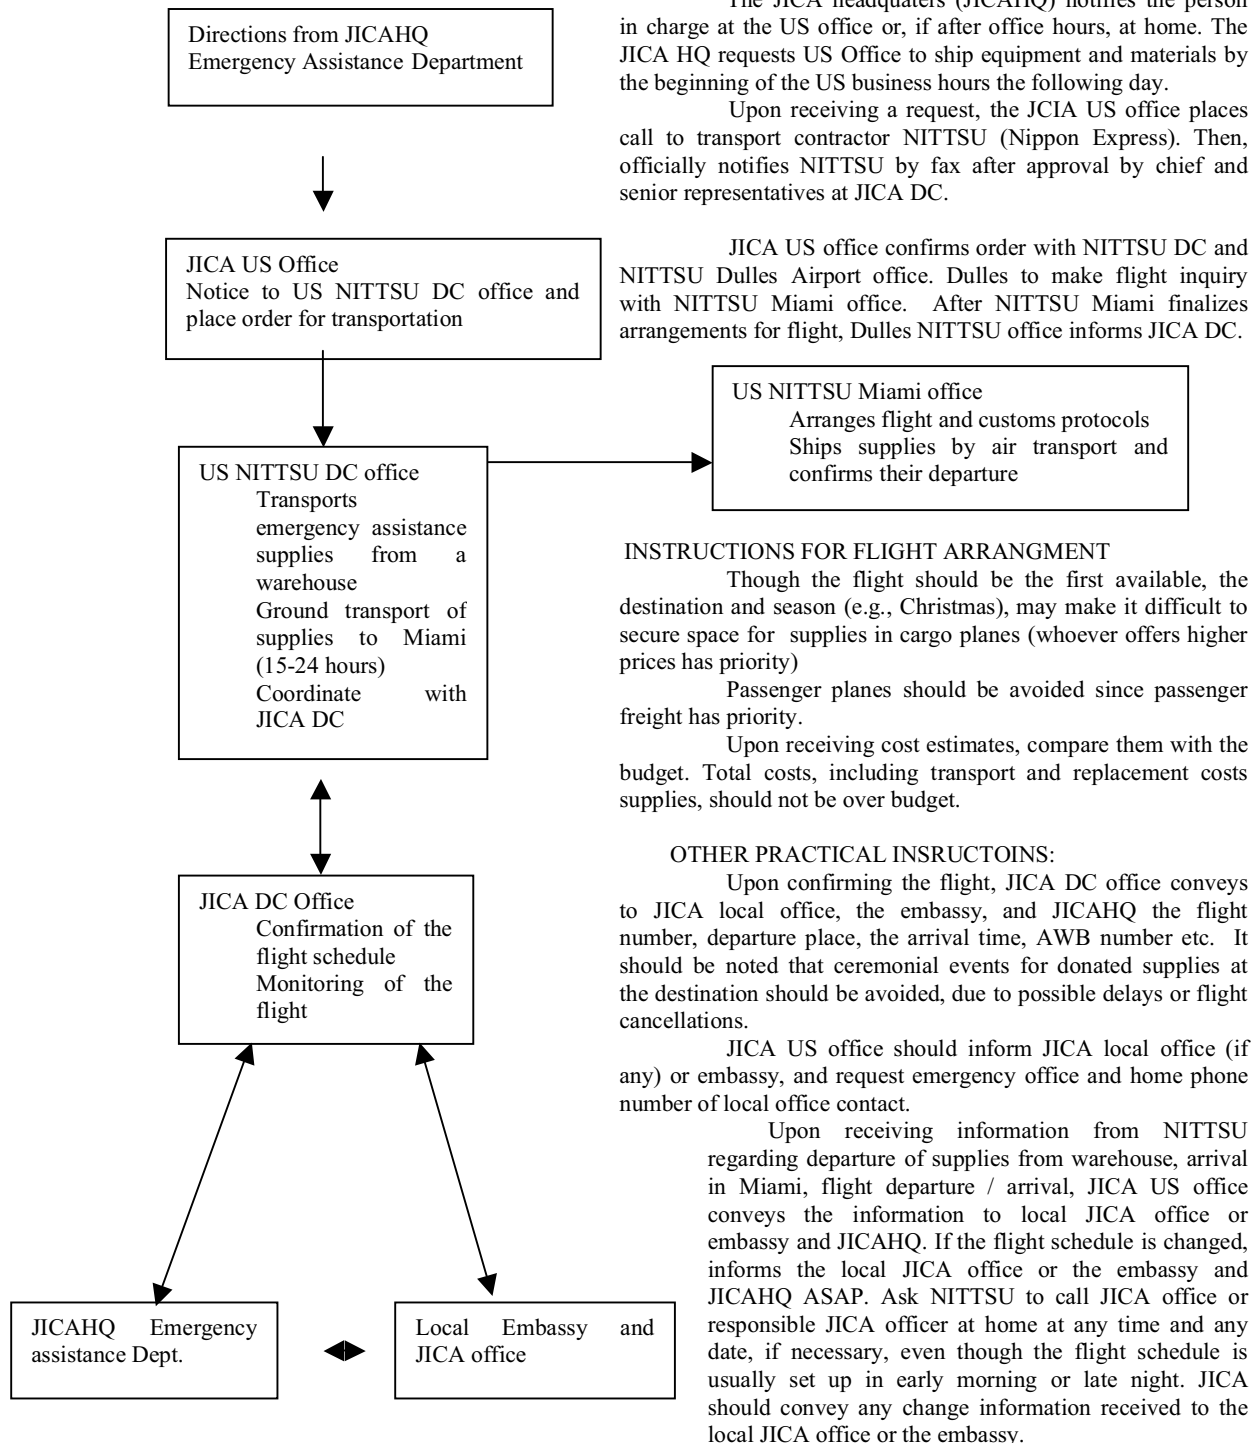 Directions from JICAHQ
Emergency Assistance Department
The JICA headquaters (JICAHQ) notifies the person
in charge at the US office or, if after office hours, at home. The
JICA HQ requests US Office to ship equipment and materials by
the beginning of the US business hours the following day.
Upon receiving a request, the JCIA US office places
call to transport contractor NITTSU (Nippon Express). Then,
officially notifies NITTSU by fax after approval by chief and
senior representatives at JICA DC.
JICA US Office
Notice to US NITTSU DC office and
place order for transportation
JICA US office confirms order with NITTSU DC and
NITTSU Dulles Airport office. Dulles to make flight inquiry
with NITTSU Miami office. After NITTSU Miami finalizes
arrangements for flight, Dulles NITTSU office informs JICA DC.
US NITTSU Miami office
Arranges flight and customs protocols
Ships supplies by air transport and
confirms their departure
US NITTSU DC office
Transports
emergency assistance
supplies from a
warehouse
Ground transport of
supplies to Miami
(15-24 hours)
Coordinate with
JICA DC
INSTRUCTIONS FOR FLIGHT ARRANGMENT
Though the flight should be the first available, the
destination and season (e.g., Christmas), may make it difficult to
secure space for supplies in cargo planes (whoever offers higher
prices has priority)
Passenger planes should be avoided since passenger
freight has priority.
Upon receiving cost estimates, compare them with the
budget. Total costs, including transport and replacement costs
supplies, should not be over budget.
JICA DC Office
Confirmation of the
flight schedule
Monitoring of the
flight
OTHER PRACTICAL INSRUCTOINS:
Upon confirming the flight, JICA DC office conveys
to JICA local office, the embassy, and JICAHQ the flight
number, departure place, the arrival time, AWB number etc. It
should be noted that ceremonial events for donated supplies at
the destination should be avoided, due to possible delays or flight
cancellations.
JICA US office should inform JICA local office (if
any) or embassy, and request emergency office and home phone
number of local office contact.
Upon receiving information from NITTSU
regarding departure of supplies from warehouse, arrival
in Miami, flight departure / arrival, JICA US office
conveys the information to local JICA office or
embassy and JICAHQ. If the flight schedule is changed,
informs the local JICA office or the embassy and
JICAHQ ASAP. Ask NITTSU to call JICA office or
responsible JICA officer at home at any time and any
date, if necessary, even though the flight schedule is
usually set up in early morning or late night. JICA
should convey any change information received to the
local JICA office or the embassy.
JICAHQ Emergency
assistance Dept.
Local Embassy and
JICA office